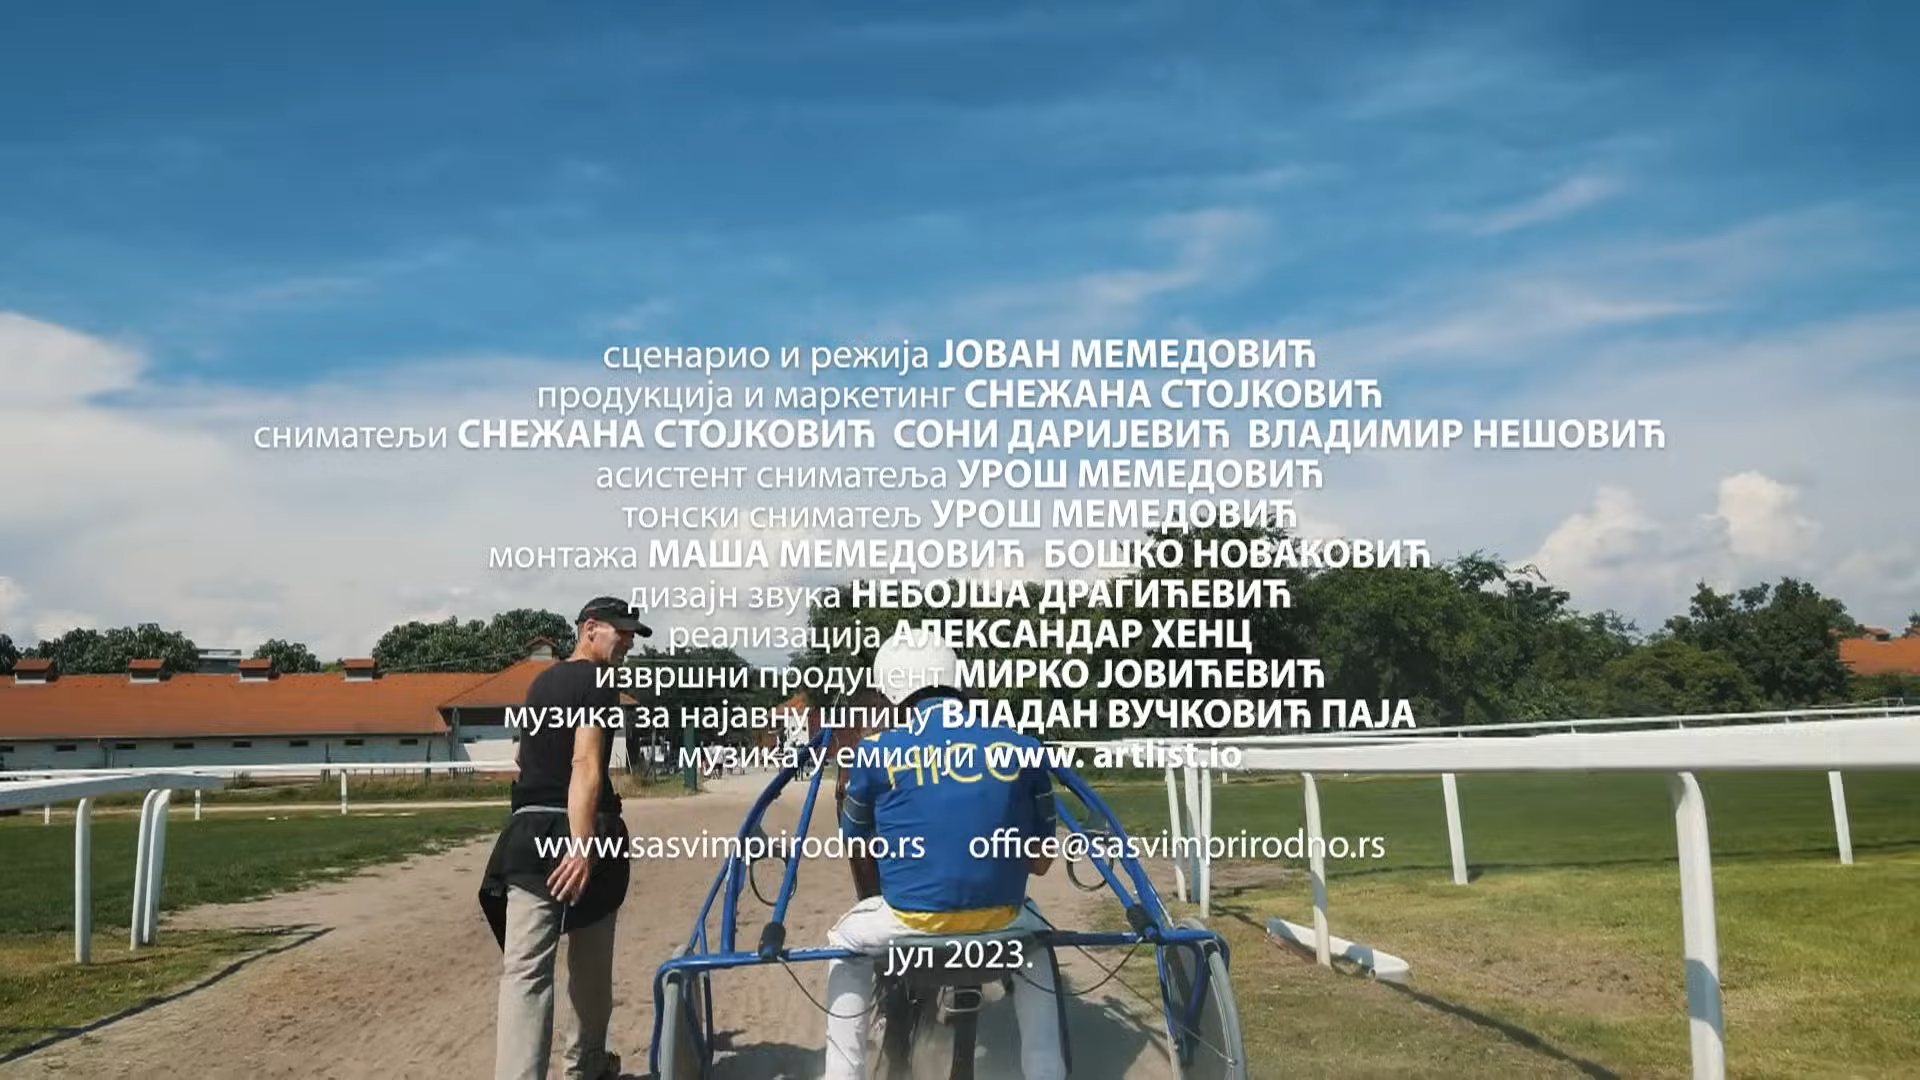 сценарио и режија ЈОВАН МЕМЕДОВИЋ
продукција и маркетинг СНЕЖАНА СТОЈКОВИЋ
сниматељи СНЕЖАНА СТОЈКОВИЋ СОНИ ДАРИЈЕВИЋ ВЛАДИМИР НЕШОВИЋ
асистент сниматеља УРОШ МЕМЕДОВИЋ
тонски сниматељ УРОШ МЕМЕДОВИЋ
монтажа МАША МЕМЕДОВИЋ БОШКО НОВАКОВИЋ
дизајн звука НЕБОЈША ДРАГИЋЕВИЋ
реализација АЛЕКСАНДАР ХЕНЦ
извршни продуцент МИРКО ЈОВИЋЕВИЋ
музика за најавну шпицу ВЛАДАН ВУЧКОВИЋ ПАЈА
музика у емисији www. artlist.io
www.sasvimprirodno.rs office@sasvimprirodno.rs
јул 2023.